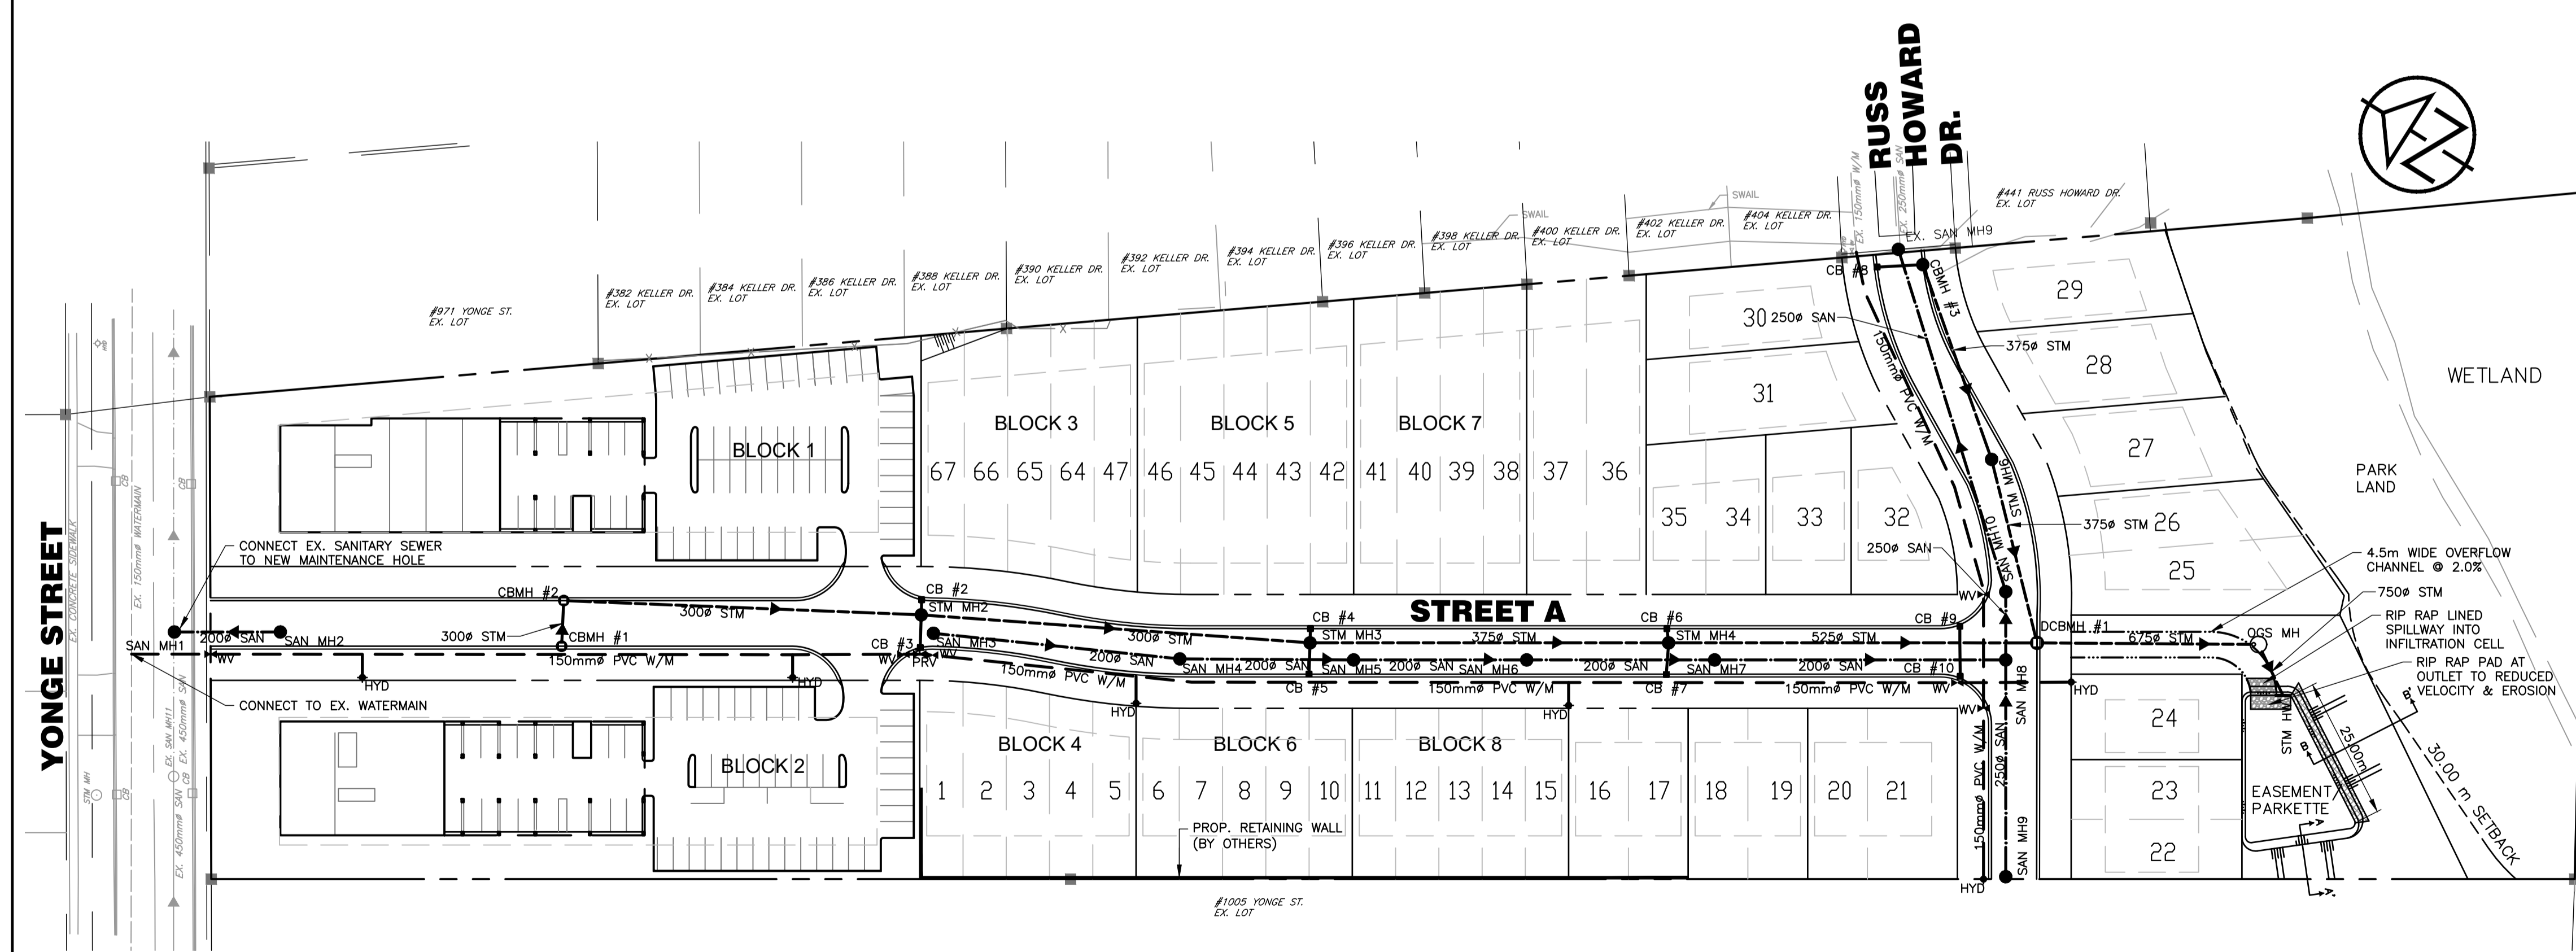 YONGE STREET
EX. CONCRETE SIDEWALK
HYD
CB
CB
EX. 150mmø WATERMAIN
EX. SAN MH11
EX. 450mmø SAN
EX. 450mmø SAN
STM MH
CB
CB
#971 YONGE ST.
EX. LOT
#382 KELLER DR.
EX. LOT
#384 KELLER DR.
EX. LOT
#386 KELLER DR.
EX. LOT
#388 KELLER DR.
EX. LOT
#390 KELLER DR.
EX. LOT
#392 KELLER DR.
EX. LOT
#394 KELLER DR.
EX. LOT
#396 KELLER DR.
EX. LOT
#398 KELLER DR.
EX. LOT
#400 KELLER DR.
EX. LOT
#402 KELLER DR.
EX. LOT
#404 KELLER DR.
EX. LOT
SWAIL
SWAIL
RUSS
HOWARD
DR.
EX. 150mmø W/M
EX. 250mmø SAN
EX. SAN MH9
#441 RUSS HOWARD DR.
EX. LOT
N
X
X
X
X
X
CONNECT EX. SANITARY SEWER
TO NEW MAINTENANCE HOLE
SAN MH1
200ø SAN
SAN MH2
WV
CONNECT TO EX. WATERMAIN
CBMH #2
300ø STM
300ø STM
CBMH #1
150mmø PVC W/M
HYD
HYD
BLOCK 1
BLOCK 2
CB #2
STM MH2
CB #3
SAN MH3
WV
WV
PRV
150mmø PVC W/M
200ø SAN
300ø STM
BLOCK 3
67 66 65 64 47
BLOCK 5
46 45 44 43 42
BLOCK 7
41 40 39 38
37 36
35 34 33 32
31
30
STREET A
CB #4
STM MH3
375ø STM
CB #6
STM MH4
525ø STM
CB #9
SAN MH4
200ø SAN
SAN MH5
200ø SAN
SAN MH6
200ø SAN
SAN MH7
200ø SAN
CB #10
CB #5
150mmø PVC W/M
CB #7
150mmø PVC W/M
WV
HYD
HYD
HYD
BLOCK 4
1 2 3 4 5
BLOCK 6
6 7 8 9 10
BLOCK 8
11 12 13 14 15
16 17 18 19 20 21
PROP. RETAINING WALL
(BY OTHERS)
#1005 YONGE ST.
EX. LOT
CB #8
CBMH #3
250ø SAN
375ø STM
150mmø PVC W/M
STM MH6
375ø STM
SAN MH10
250ø SAN
WV
WV
DCBMH #1
SAN MH8
250ø SAN
150mmø PVC W/M
SAN MH9
HYD
29
28
27
26
25
24
23
22
675ø STM
OGS MH
4.5m WIDE OVERFLOW
CHANNEL @ 2.0%
750ø STM
RIP RAP LINED
SPILLWAY INTO
INFILTRATION CELL
RIP RAP PAD AT
OUTLET TO REDUCED
VELOCITY & EROSION
STM HW
B'
B
25.00m
EASEMENT
PARKETTE
A'
A'
30.00 m SETBACK
PARK
LAND
WETLAND